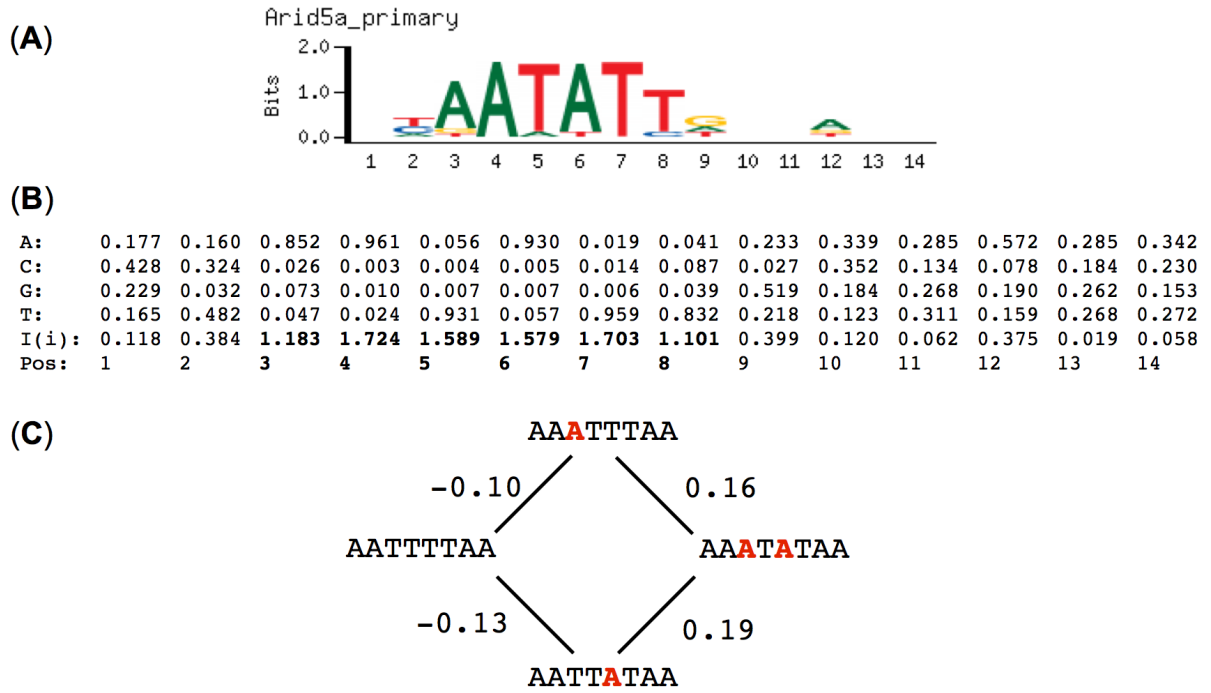 (A)
Arid5a_primary
2.0
1.0
0.0
Bits
T C A
A G T
A
T A
A T
T
T C
G A T
A G T
1 2 3 4 5 6 7 8 9 10 11 12 13 14
(B)
A: 0.177 0.160 0.852 0.961 0.056 0.930 0.019 0.041 0.233 0.339 0.285 0.572 0.285 0.342
C: 0.428 0.324 0.026 0.003 0.004 0.005 0.014 0.087 0.027 0.352 0.134 0.078 0.184 0.230
G: 0.229 0.032 0.073 0.010 0.007 0.007 0.006 0.039 0.519 0.184 0.268 0.190 0.262 0.153
T: 0.165 0.482 0.047 0.024 0.931 0.057 0.959 0.832 0.218 0.123 0.311 0.159 0.268 0.272
I(i): 0.118 0.384 1.183 1.724 1.589 1.579 1.703 1.101 0.399 0.120 0.062 0.375 0.019 0.058
Pos: 1 2 3 4 5 6 7 8 9 10 11 12 13 14
(C)
AAATTTAA
-0.10 0.16
AATTTTAA AAATATAA
-0.13 0.19
AATTATAA